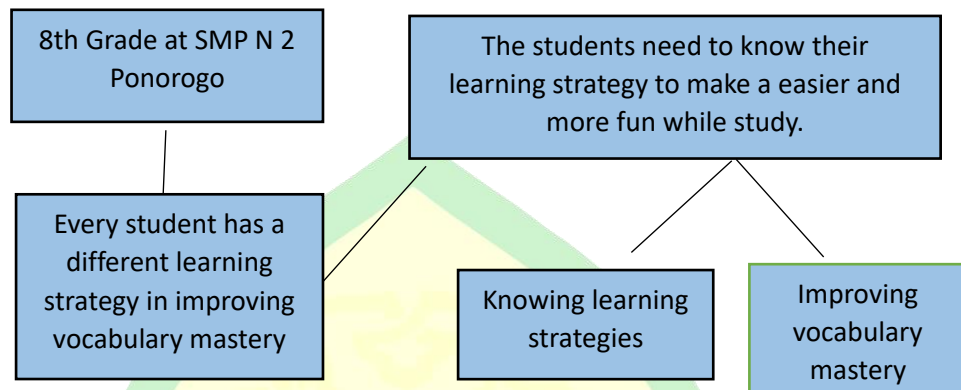 8th Grade at SMP N 2
Ponorogo
The students need to know their
learning strategy to make a easier and
more fun while study.
Every student has a
different learning
strategy in improving
vocabulary mastery
Knowing learning
strategies
Improving
vocabulary
mastery